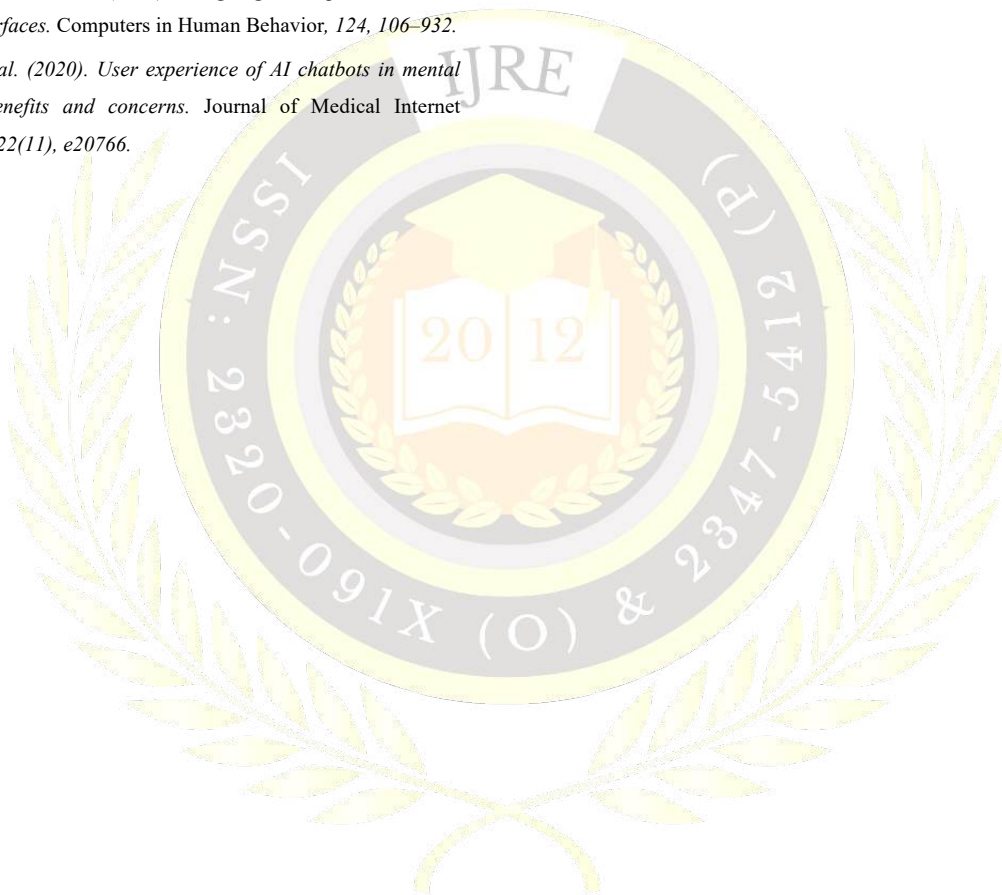 rfaces. Computers in Human Behavior, 124, 106–932.
al. (2020). User experience of AI chatbots in mental
enefits and concerns. Journal of Medical Internet
22(11), e20766.
IJRE
ISSN: 2320-091X (O) & 2347-5412 (P)
20 12